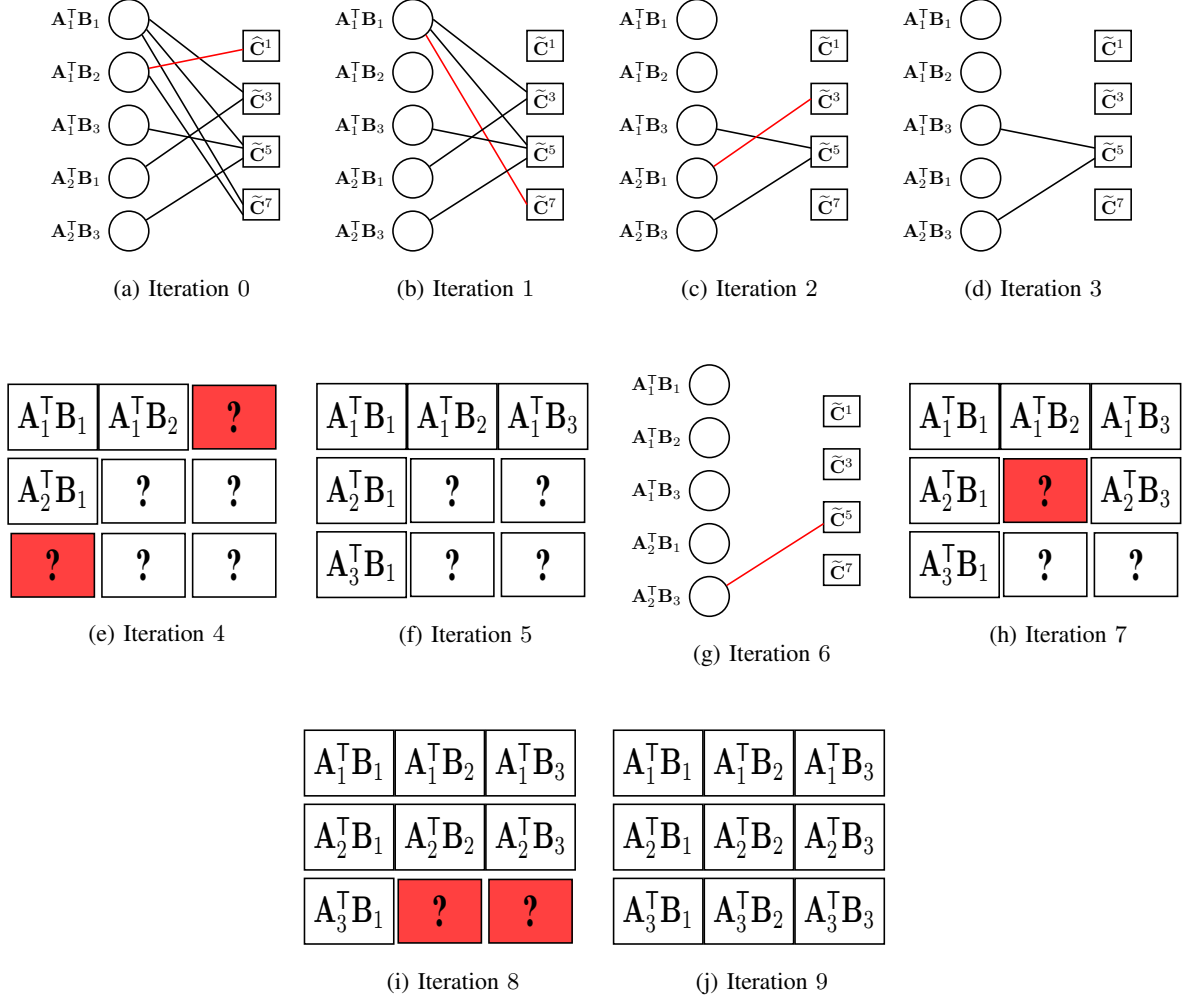 A₁ᵀB₁
A₁ᵀB₂
A₁ᵀB₃
A₂ᵀB₁
A₂ᵀB₃
Ĉ¹
C̃³
C̃⁵
C̃⁷
(a) Iteration 0
A₁ᵀB₁
A₁ᵀB₂
A₁ᵀB₃
A₂ᵀB₁
A₂ᵀB₃
C̃¹
C̃³
C̃⁵
C̃⁷
(b) Iteration 1
A₁ᵀB₁
A₁ᵀB₂
A₁ᵀB₃
A₂ᵀB₁
A₂ᵀB₃
C̃¹
C̃³
C̃⁵
C̃⁷
(c) Iteration 2
A₁ᵀB₁
A₁ᵀB₂
A₁ᵀB₃
A₂ᵀB₁
A₂ᵀB₃
C̃¹
C̃³
C̃⁵
C̃⁷
(d) Iteration 3
A₁ᵀB₁ A₁ᵀB₂ ?
A₂ᵀB₁ ? ?
? ? ?
(e) Iteration 4
A₁ᵀB₁ A₁ᵀB₂ A₁ᵀB₃
A₂ᵀB₁ ? ?
A₃ᵀB₁ ? ?
(f) Iteration 5
A₁ᵀB₁
A₁ᵀB₂
A₁ᵀB₃
A₂ᵀB₁
A₂ᵀB₃
C̃¹
C̃³
C̃⁵
C̃⁷
(g) Iteration 6
A₁ᵀB₁ A₁ᵀB₂ A₁ᵀB₃
A₂ᵀB₁ ? A₂ᵀB₃
A₃ᵀB₁ ? ?
(h) Iteration 7
A₁ᵀB₁ A₁ᵀB₂ A₁ᵀB₃
A₂ᵀB₁ A₂ᵀB₂ A₂ᵀB₃
A₃ᵀB₁ ? ?
(i) Iteration 8
A₁ᵀB₁ A₁ᵀB₂ A₁ᵀB₃
A₂ᵀB₁ A₂ᵀB₂ A₂ᵀB₃
A₃ᵀB₁ A₃ᵀB₂ A₃ᵀB₃
(j) Iteration 9